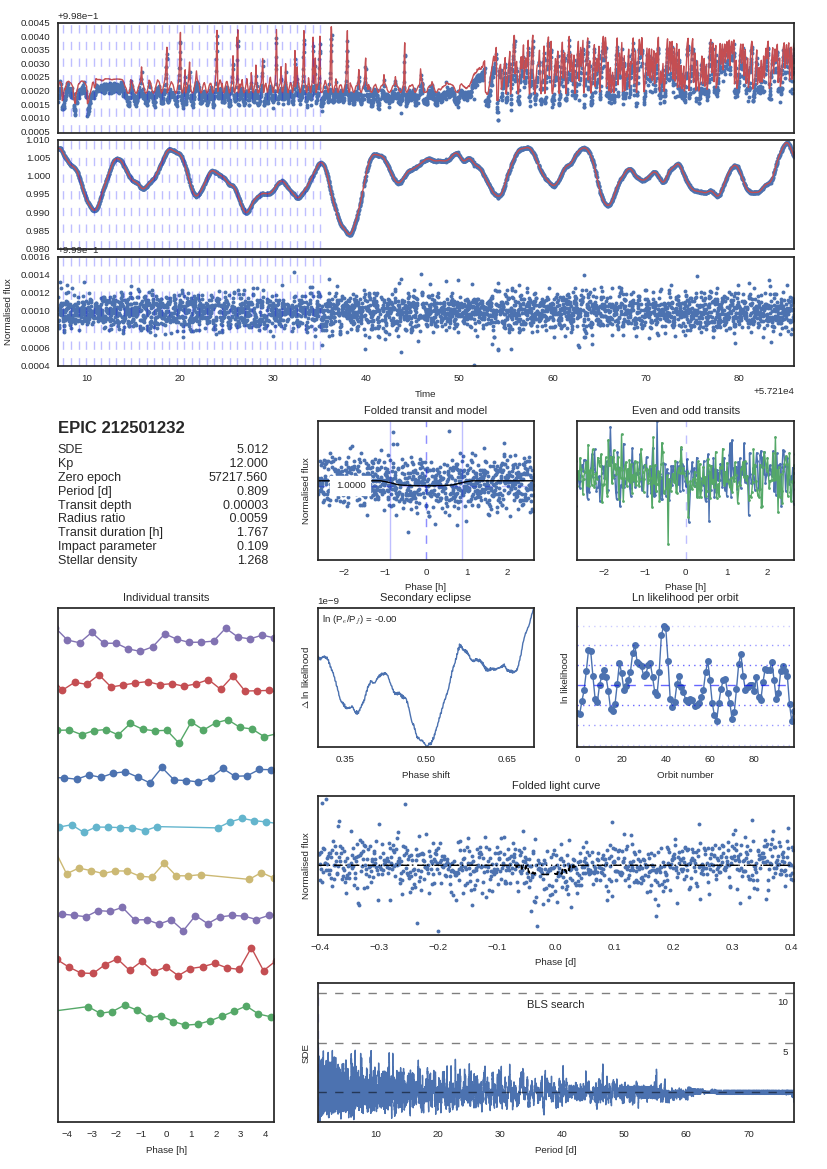 +9.98e−1
0.0045
0.0040
0.0035
0.0030
0.0025
0.0020
0.0015
0.0010
0.0005
1.010
1.005
1.000
0.995
0.990
0.985
0.980
+9.99e−1
0.0016
0.0014
0.0012
0.0010
0.0008
0.0006
0.0004
Normalised flux
10 20 30 40 50 60 70 80
Time
+5.721e4
EPIC 212501232
SDE 5.012
Kp 12.000
Zero epoch 57217.560
Period [d] 0.809
Transit depth 0.00003
Radius ratio 0.0059
Transit duration [h] 1.767
Impact parameter 0.109
Stellar density 1.268
Folded transit and model
Normalised flux
1.0000
−2 −1 0 1 2
Phase [h]
Even and odd transits
−2 −1 0 1 2
Phase [h]
Individual transits
−4 −3 −2 −1 0 1 2 3 4
Phase [h]
Secondary eclipse
1e−9
ln (Pₑ/P𝑓) = -0.00
Δ ln likelihood
0.35 0.50 0.65
Phase shift
Ln likelihood per orbit
ln likelihood
0 20 40 60 80
Orbit number
Folded light curve
Normalised flux
−0.4 −0.3 −0.2 −0.1 0.0 0.1 0.2 0.3 0.4
Phase [d]
BLS search
10
5
SDE
10 20 30 40 50 60 70
Period [d]